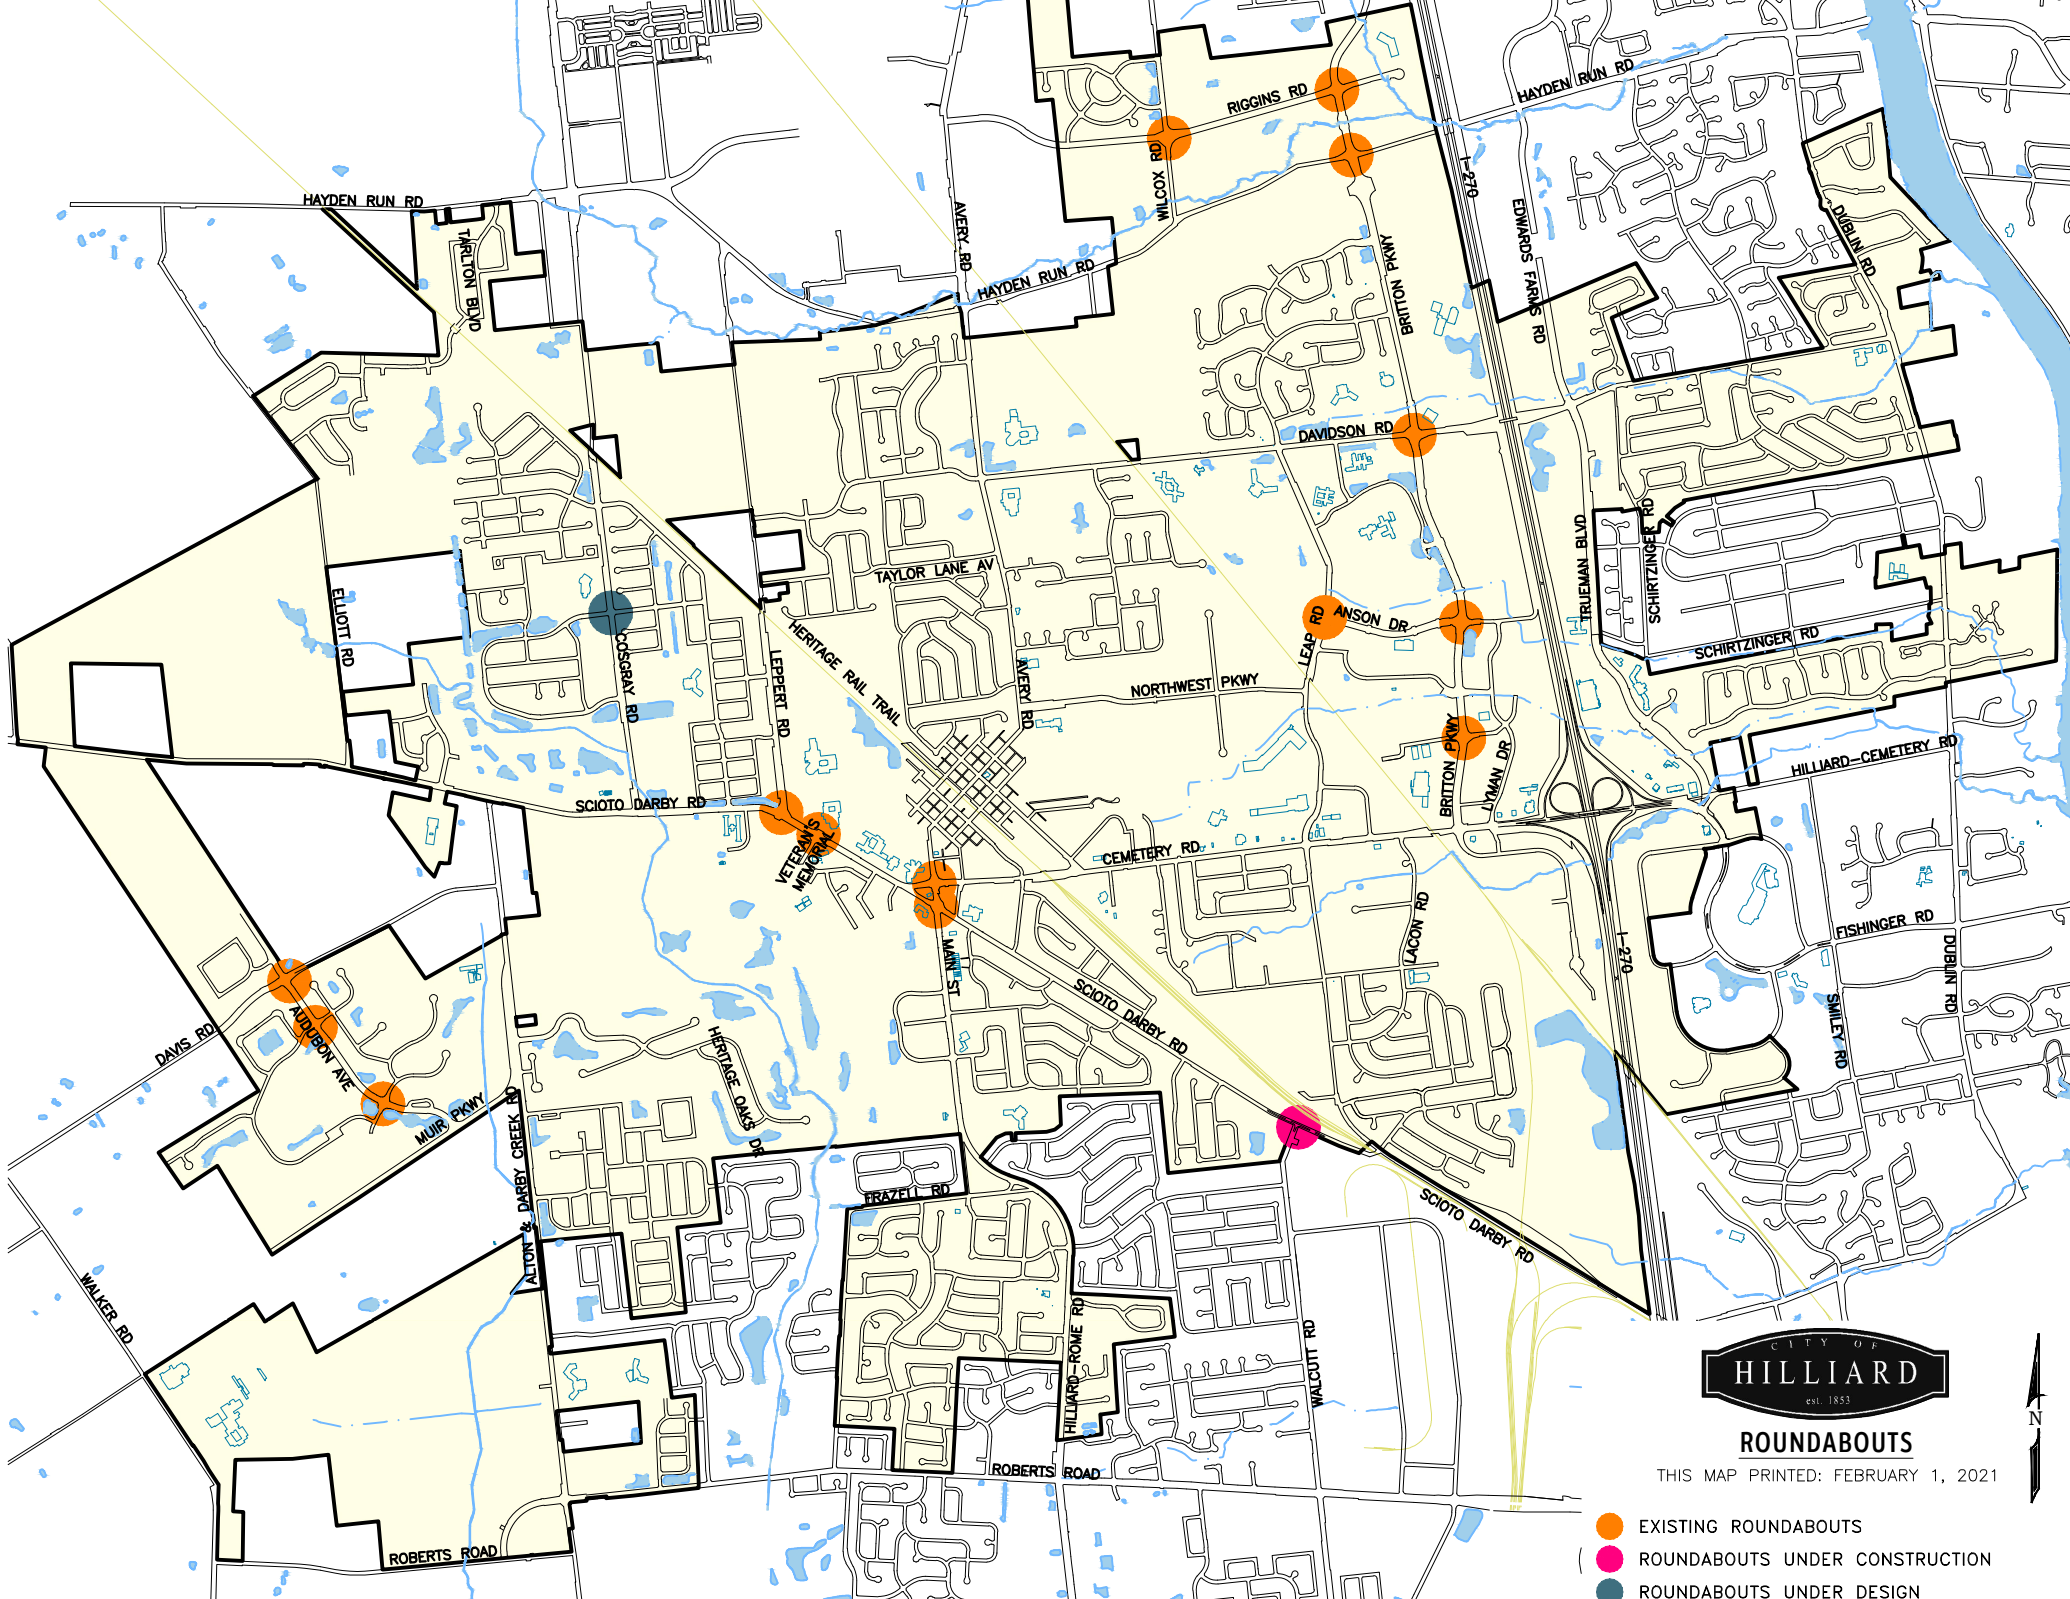 HAYDEN RUN RD
RIGGINS RD
WILCOX RD
I-270
HAYDEN RUN RD
TARLTON BLVD
AVERY RD
HAYDEN RUN RD
BRITTON PKWY
EDWARDS FARMS RD
DUBLIN RD
DAVIDSON RD
TAYLOR LANE AV
TRUEMAN BLVD
SCHIRTZINGER RD
SCHIRTZINGER RD
ELLIOTT RD
COSGRAY RD
LEPPERT RD
HERITAGE RAIL TRAIL
AVERY RD
NORTHWEST PKWY
LEAP RD
ANSON DR
BRITTON PKWY
LYMAN DR
HILLIARD-CEMETERY RD
SCIOTO DARBY RD
VETERAN'S
MEMORIAL
CEMETERY RD
LACON RD
I-270
FISHINGER RD
DUBLIN RD
SMILEY RD
MAIN ST
SCIOTO DARBY RD
DAVIS RD
AUDUBON AVE
MUIR PKWY
ALTON & DARBY CREEK RD
HERITAGE OAKS DR
FRAZELL RD
SCIOTO DARBY RD
WALKER RD
HILLIARD-ROME RD
WALCUTT RD
ROBERTS ROAD
ROBERTS ROAD
CITY OF
HILLIARD
est. 1853
N
ROUNDABOUTS
THIS MAP PRINTED: FEBRUARY 1, 2021
EXISTING ROUNDABOUTS
ROUNDABOUTS UNDER CONSTRUCTION
ROUNDABOUTS UNDER DESIGN